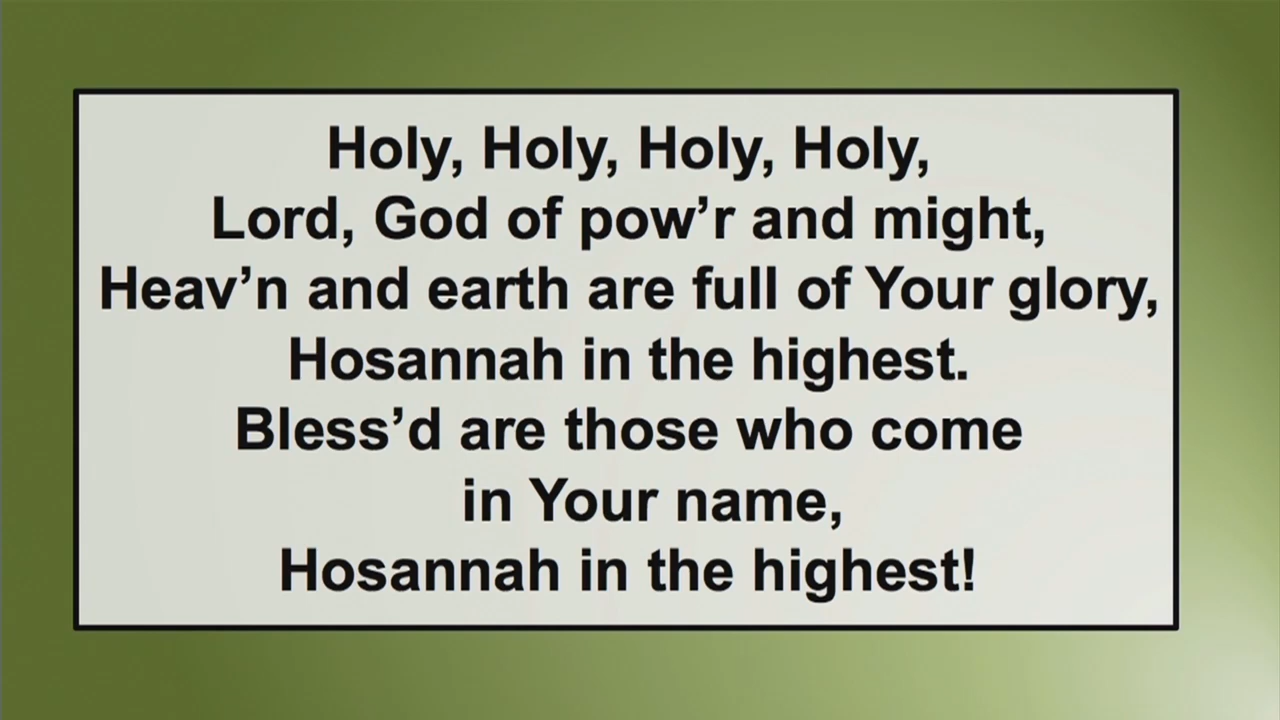 Holy, Holy, Holy, Holy,
Lord, God of pow’r and might,
Heav’n and earth are full of Your glory,
Hosannah in the highest.
Bless’d are those who come
in Your name,
Hosannah in the highest!